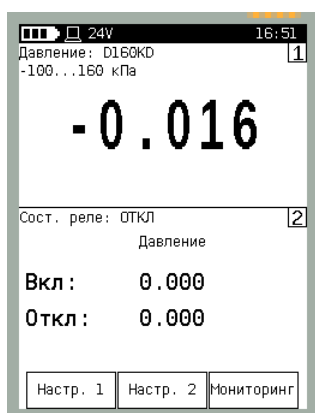 24V 16:51
Давление: D160KD 1
-100...160 кПа
-0.016
Сост. реле: ОТКЛ 2
Давление
Вкл: 0.000
Откл: 0.000
Настр. 1 Настр. 2 Мониторинг